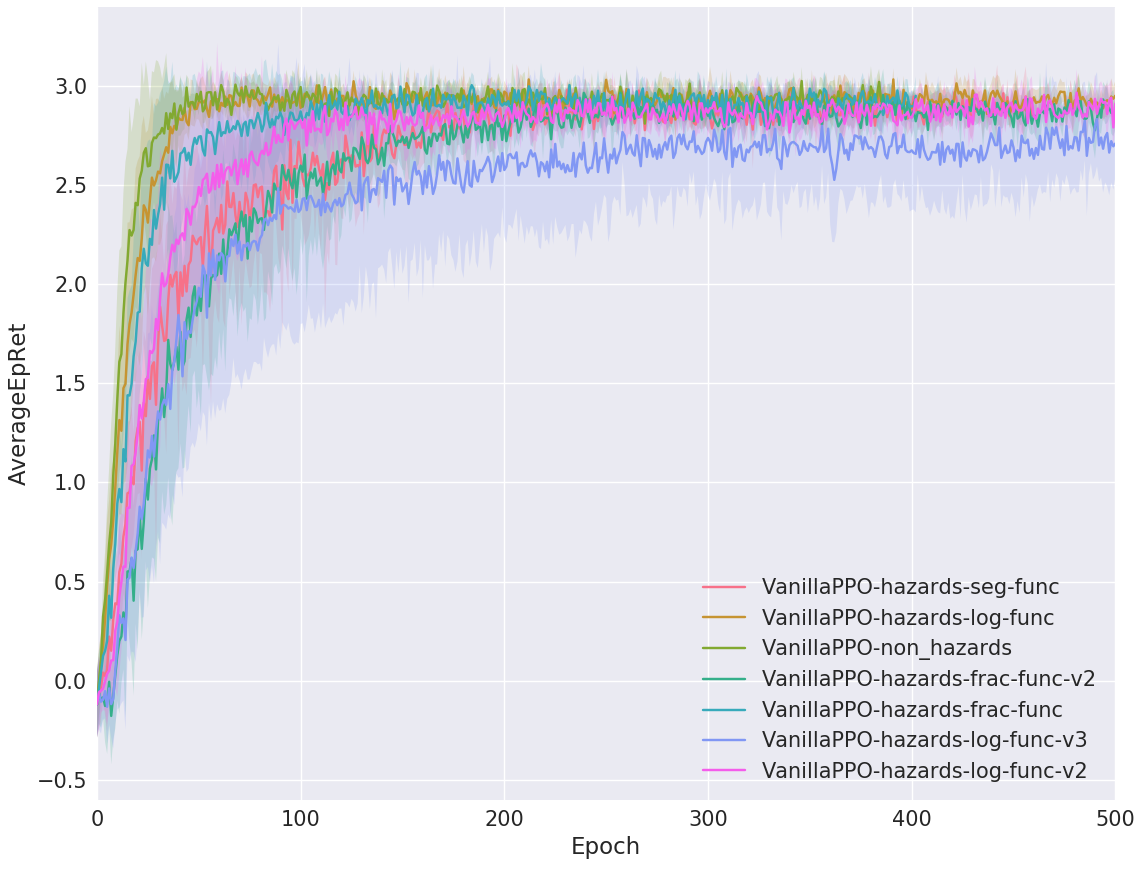 3.0
2.5
2.0
1.5
1.0
0.5
0.0
−0.5
AverageEpRet
VanillaPPO-hazards-seg-func
VanillaPPO-hazards-log-func
VanillaPPO-non_hazards
VanillaPPO-hazards-frac-func-v2
VanillaPPO-hazards-frac-func
VanillaPPO-hazards-log-func-v3
VanillaPPO-hazards-log-func-v2
0 100 200 300 400 500
Epoch